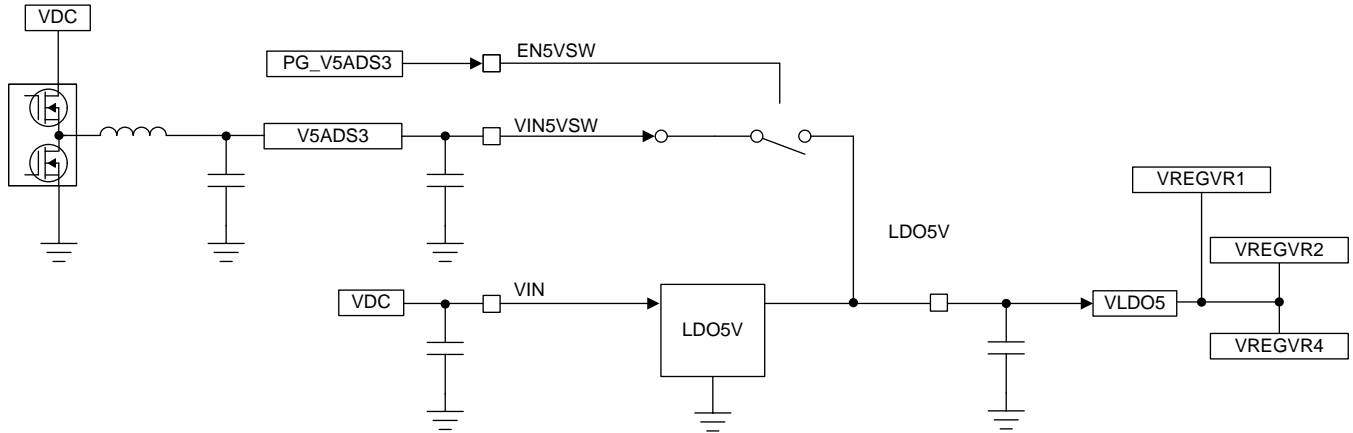 VDC
PG_V5ADS3
EN5VSW
V5ADS3
VIN5VSW
VREGVR1
LDO5V
VREGVR2
VDC
VIN
LDO5V
VLDO5
VREGVR4